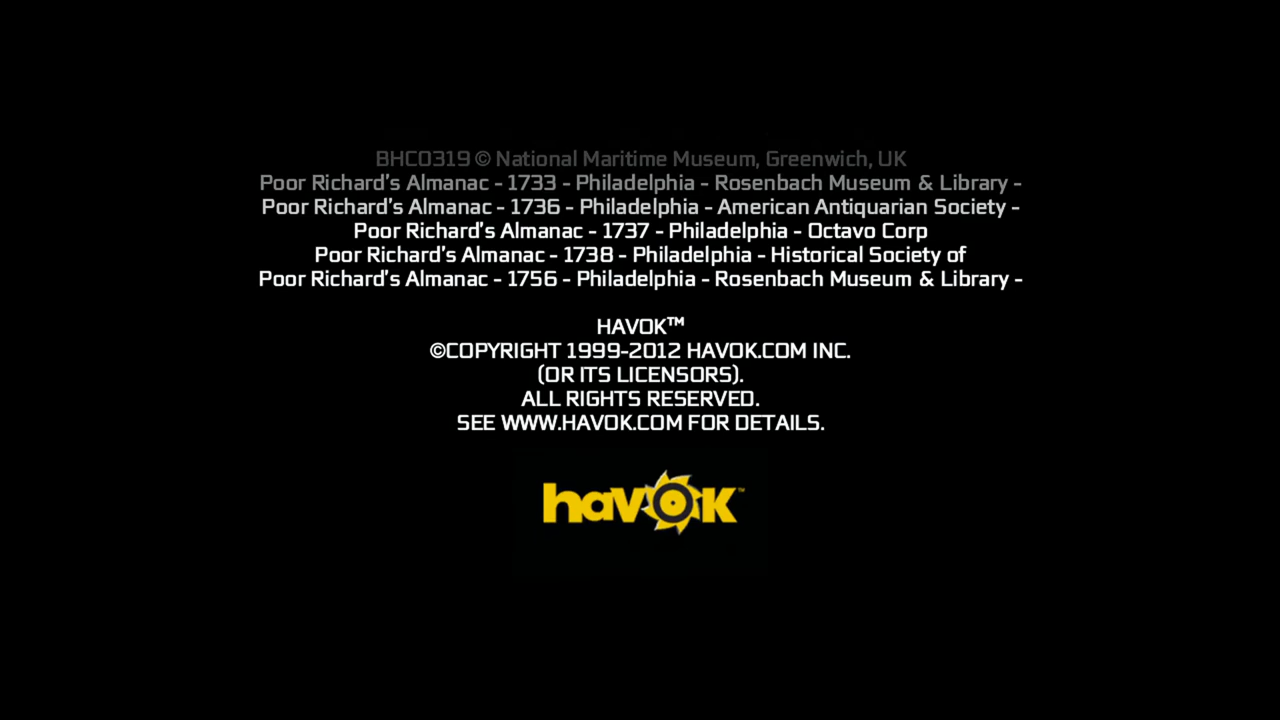 BHC0319 © National Maritime Museum, Greenwich, UK
Poor Richard's Almanac - 1733 - Philadelphia - Rosenbach Museum & Library -
Poor Richard's Almanac - 1736 - Philadelphia - American Antiquarian Society -
Poor Richard's Almanac - 1737 - Philadelphia - Octavo Corp
Poor Richard's Almanac - 1738 - Philadelphia - Historical Society of
Poor Richard's Almanac - 1756 - Philadelphia - Rosenbach Museum & Library -
HAVOK™
©COPYRIGHT 1999-2012 HAVOK.COM INC.
(OR ITS LICENSORS).
ALL RIGHTS RESERVED.
SEE WWW.HAVOK.COM FOR DETAILS.
havok™